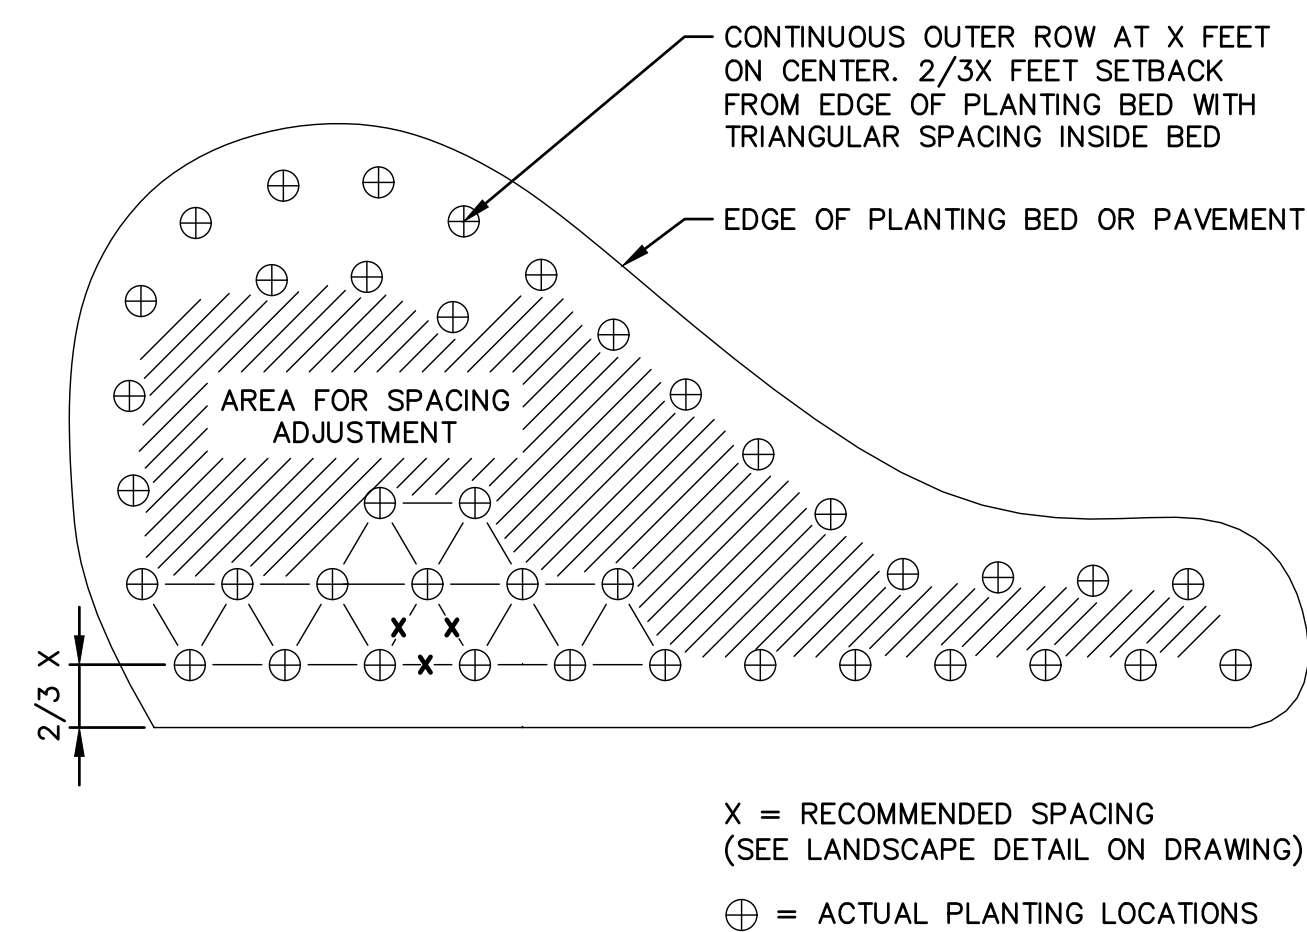 CONTINUOUS OUTER ROW AT X FEET
ON CENTER. 2/3X FEET SETBACK
FROM EDGE OF PLANTING BED WITH
TRIANGULAR SPACING INSIDE BED
EDGE OF PLANTING BED OR PAVEMENT
AREA FOR SPACING
ADJUSTMENT
X X
X
2/3 X
X = RECOMMENDED SPACING
(SEE LANDSCAPE DETAIL ON DRAWING)
= ACTUAL PLANTING LOCATIONS